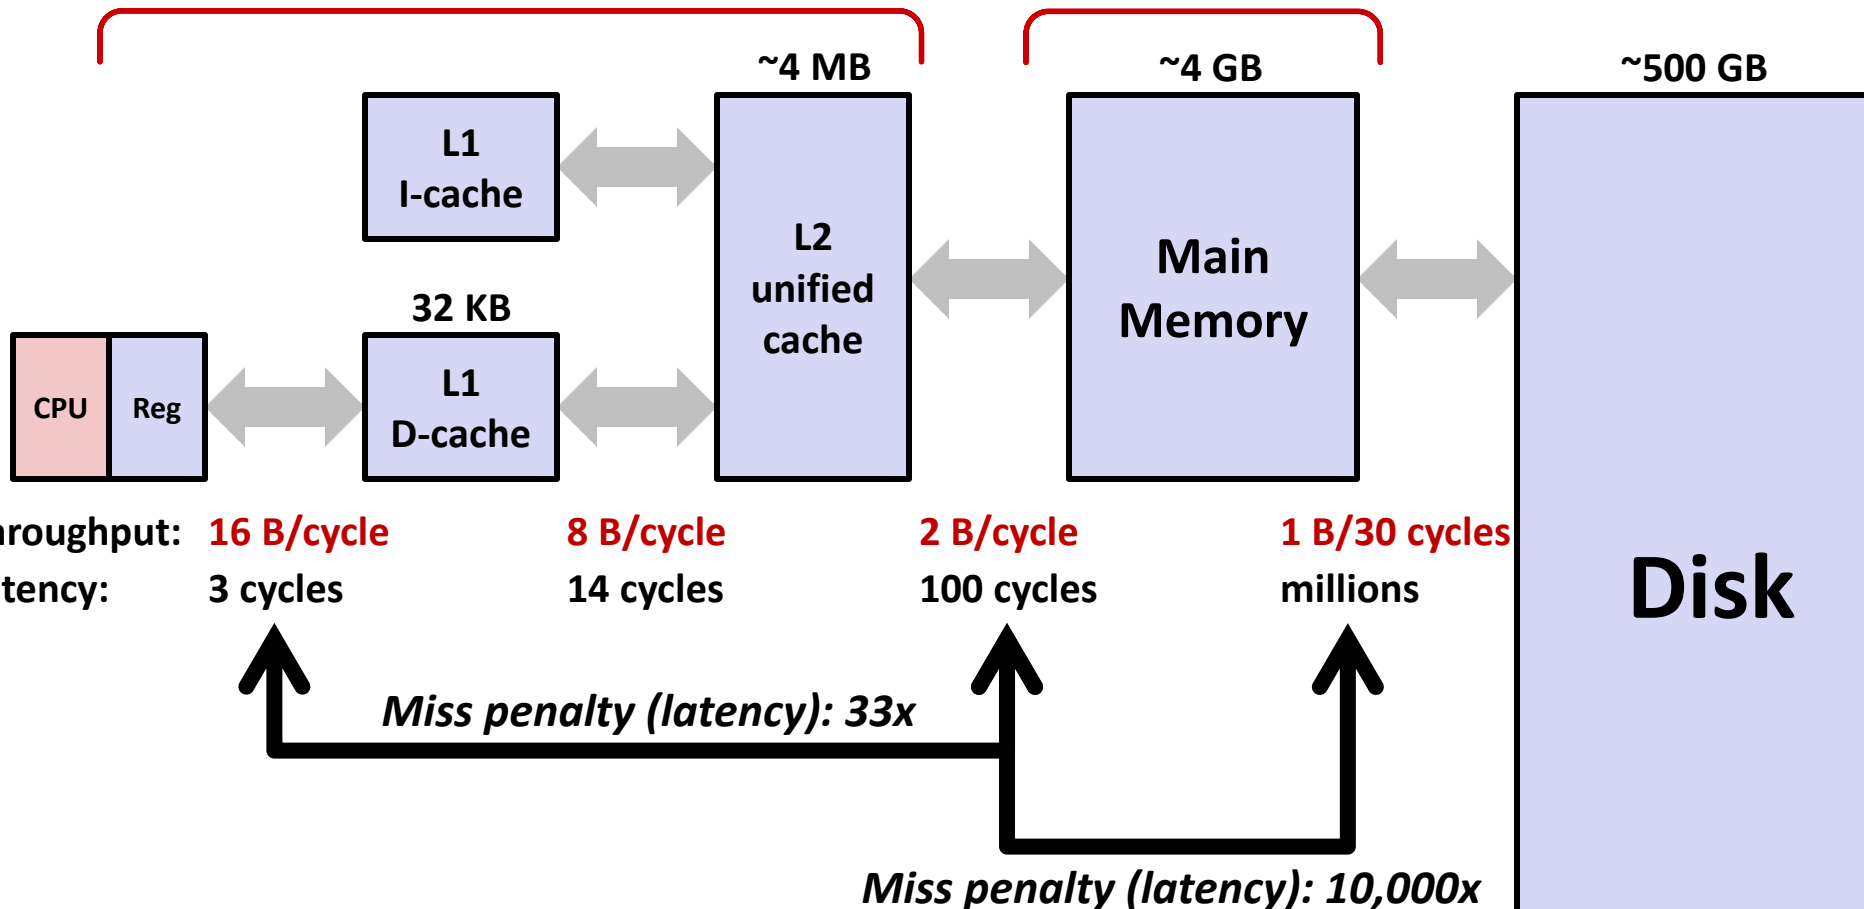 ~4 MB
~4 GB
~500 GB
L1
I-cache
L2
unified
cache
Main
Memory
32 KB
CPU
Reg
L1
D-cache
Disk
roughput: 16 B/cycle 8 B/cycle 2 B/cycle 1 B/30 cycles
tency: 3 cycles 14 cycles 100 cycles millions
Miss penalty (latency): 33x
Miss penalty (latency): 10,000x